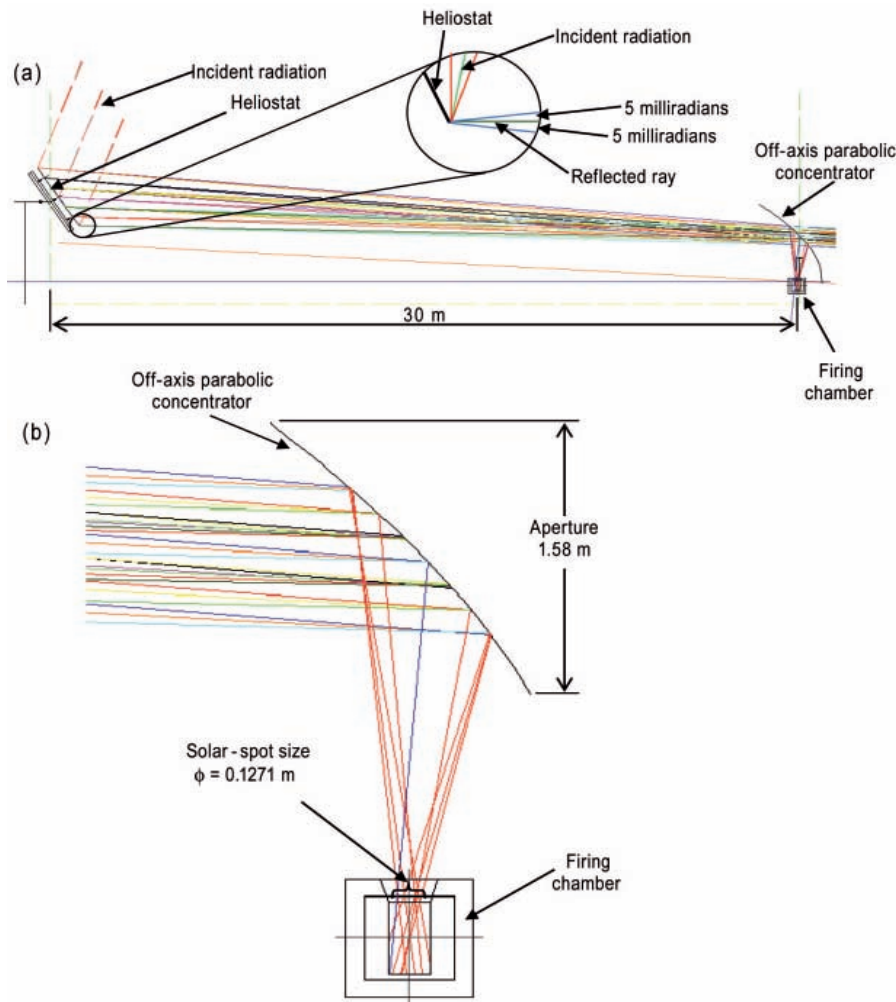 Heliostat
Incident radiation
(a)
Incident radiation
Heliostat
5 milliradians
5 milliradians
Reflected ray
Off-axis parabolic
concentrator
30 m
Firing
chamber
Off-axis parabolic
concentrator
(b)
Aperture
1.58 m
Solar - spot size
ϕ = 0.1271 m
Firing
chamber